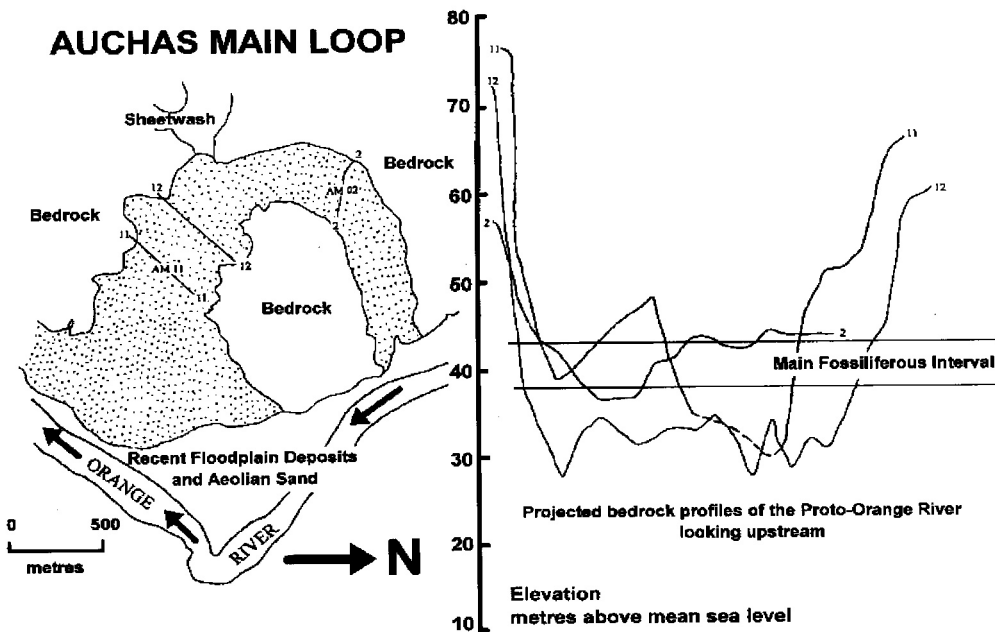 AUCHAS MAIN LOOP
Sheetwash
Bedrock
2
AM 02
2
12
Bedrock
11
AM 11
12
11
Bedrock
Recent Floodplain Deposits
and Aeolian Sand
ORANGE
RIVER
0 500
metres
N
80
70
60
50
40
30
20
10
11
12
2
11
12
2
Main Fossiliferous Interval
Projected bedrock profiles of the Proto-Orange River
looking upstream
Elevation
metres above mean sea level